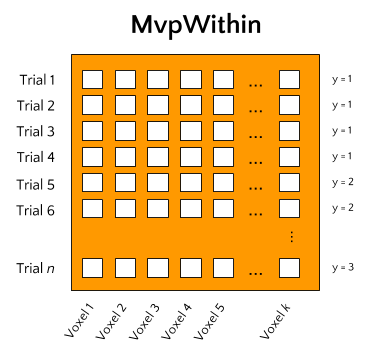 MvpWithin
Trial 1 ... y = 1
Trial 2 ... y = 1
Trial 3 ... y = 1
Trial 4 ... y = 1
Trial 5 ... y = 2
Trial 6 ... y = 2
⋮
Trial n ... y = 3
Voxel 1 Voxel 2 Voxel 3 Voxel 4 Voxel 5 Voxel k